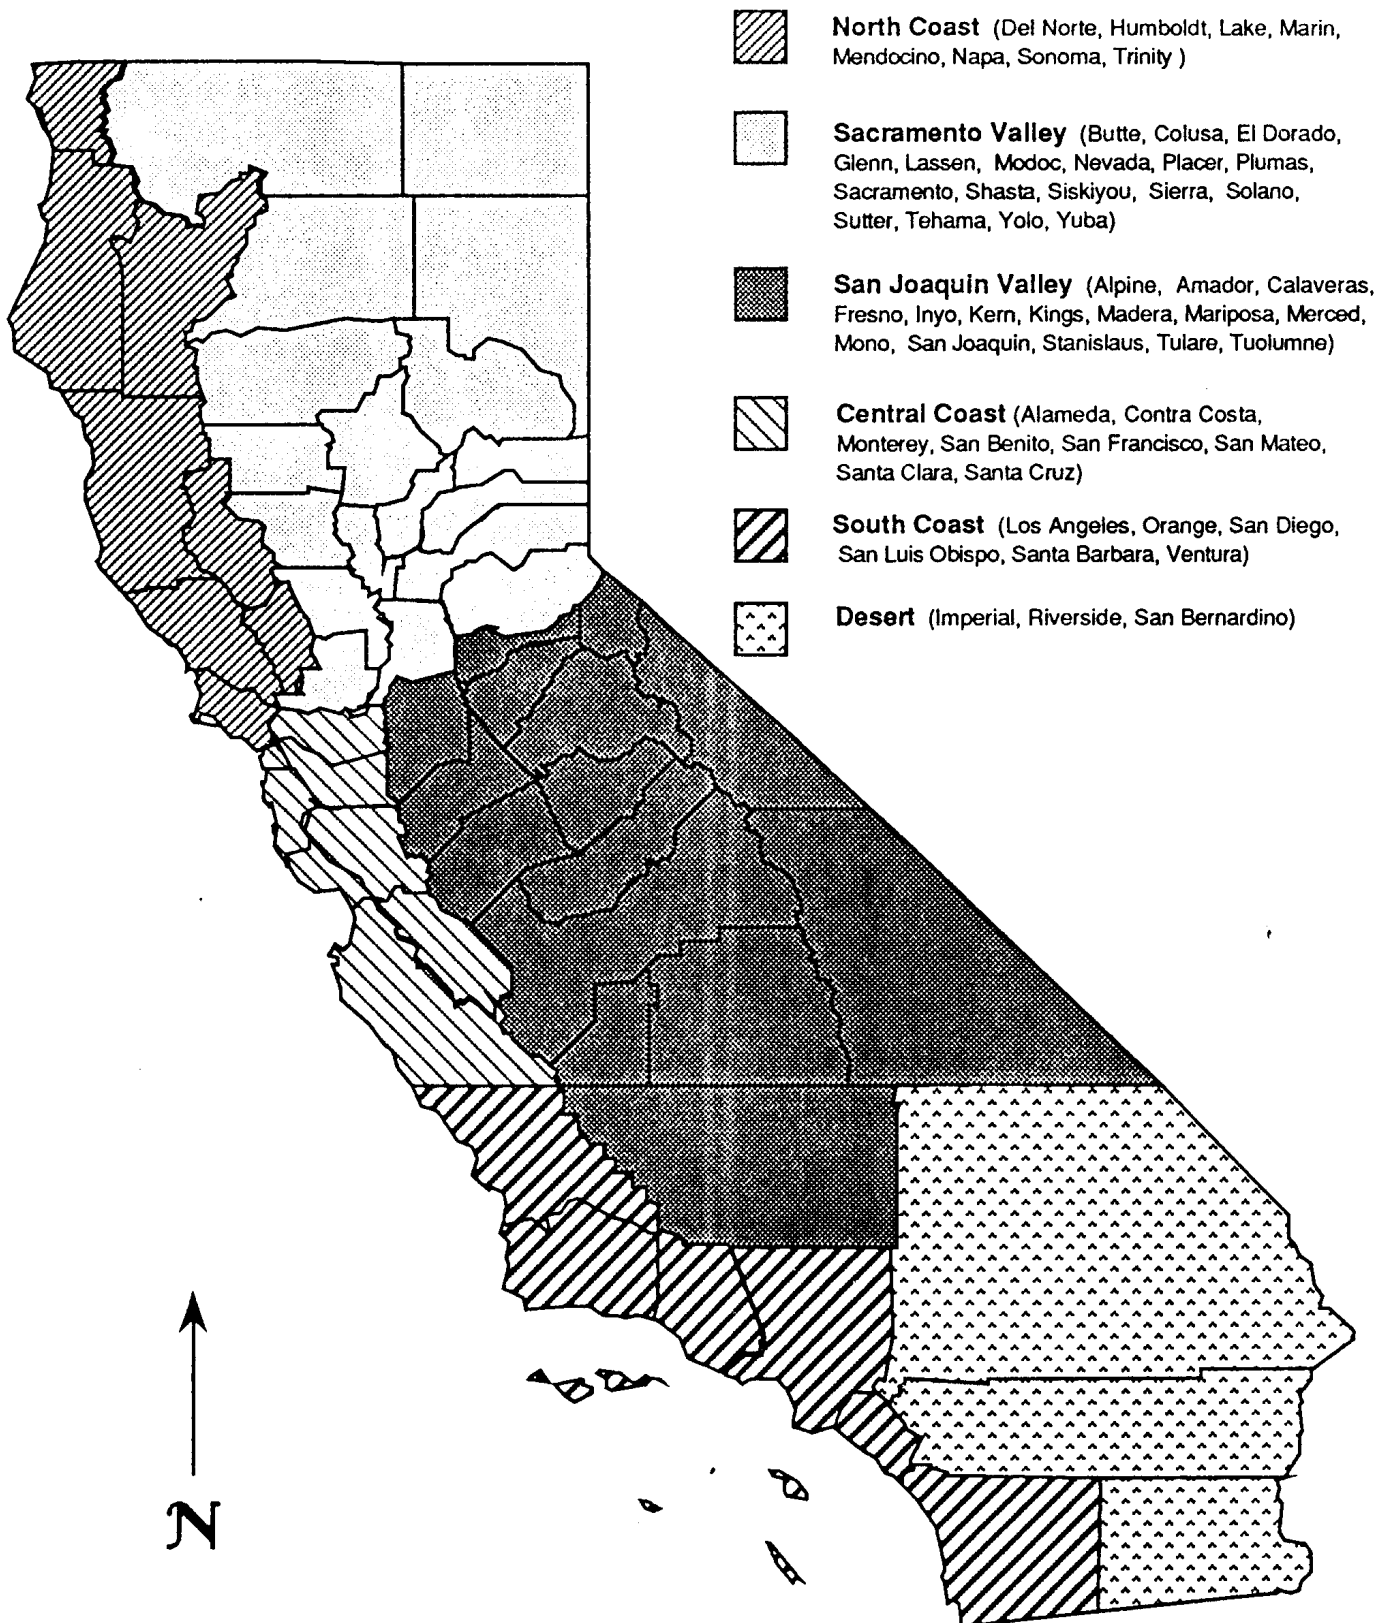 North Coast (Del Norte, Humboldt, Lake, Marin,
Mendocino, Napa, Sonoma, Trinity )
Sacramento Valley (Butte, Colusa, El Dorado,
Glenn, Lassen, Modoc, Nevada, Placer, Plumas,
Sacramento, Shasta, Siskiyou, Sierra, Solano,
Sutter, Tehama, Yolo, Yuba)
San Joaquin Valley (Alpine, Amador, Calaveras,
Fresno, Inyo, Kern, Kings, Madera, Mariposa, Merced,
Mono, San Joaquin, Stanislaus, Tulare, Tuolumne)
Central Coast (Alameda, Contra Costa,
Monterey, San Benito, San Francisco, San Mateo,
Santa Clara, Santa Cruz)
South Coast (Los Angeles, Orange, San Diego,
San Luis Obispo, Santa Barbara, Ventura)
Desert (Imperial, Riverside, San Bernardino)
N